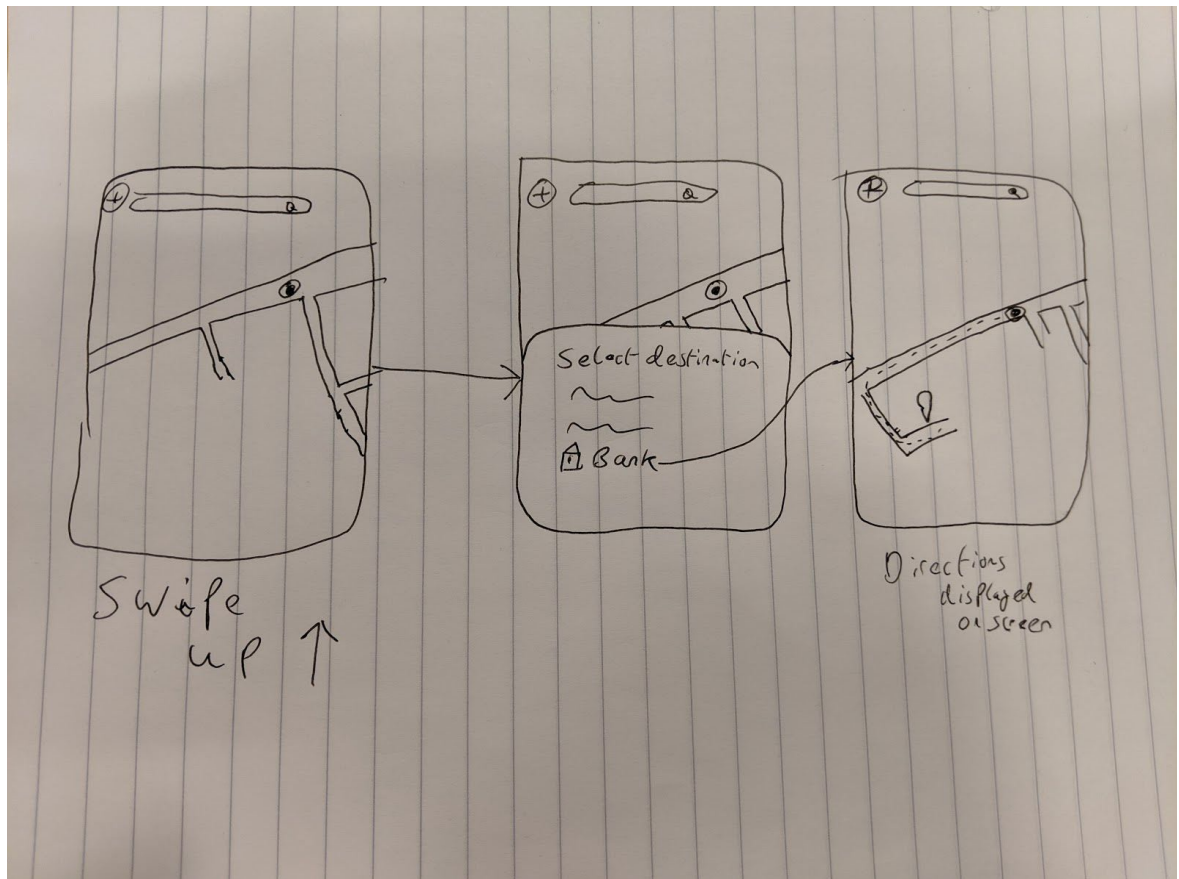 Swipe
up ↑
Select destination
Bank
Directions
displayed
on screen